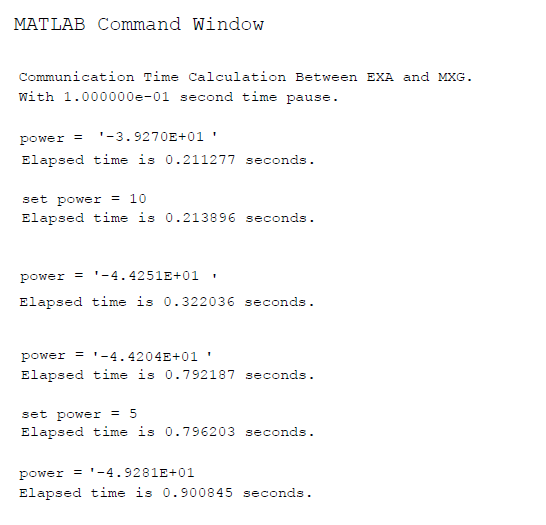 MATLAB Command Window
Communication Time Calculation Between EXA and MXG.
With 1.000000e-01 second time pause.
power = '-3.9270E+01 '
Elapsed time is 0.211277 seconds.
set power = 10
Elapsed time is 0.213896 seconds.
power = '-4.4251E+01 '
Elapsed time is 0.322036 seconds.
power = '-4.4204E+01 '
Elapsed time is 0.792187 seconds.
set power = 5
Elapsed time is 0.796203 seconds.
power = '-4.9281E+01
Elapsed time is 0.900845 seconds.